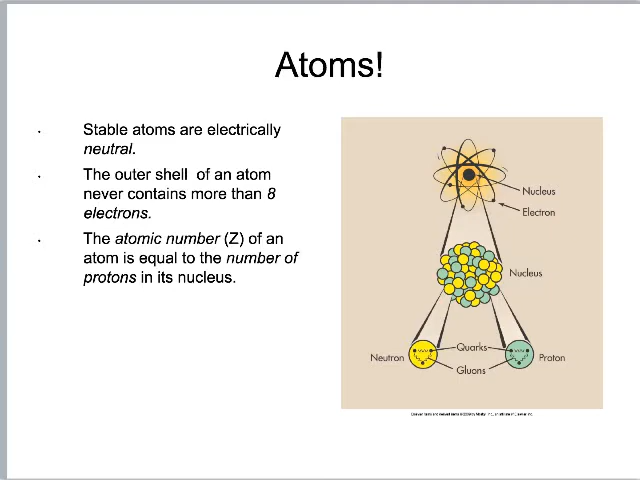 Atoms!
• Stable atoms are electrically
neutral.
• The outer shell of an atom
never contains more than 8
electrons.
• The atomic number (Z) of an
atom is equal to the number of
protons in its nucleus.
Nucleus
Electron
Nucleus
Quarks
Neutron
Proton
Gluons